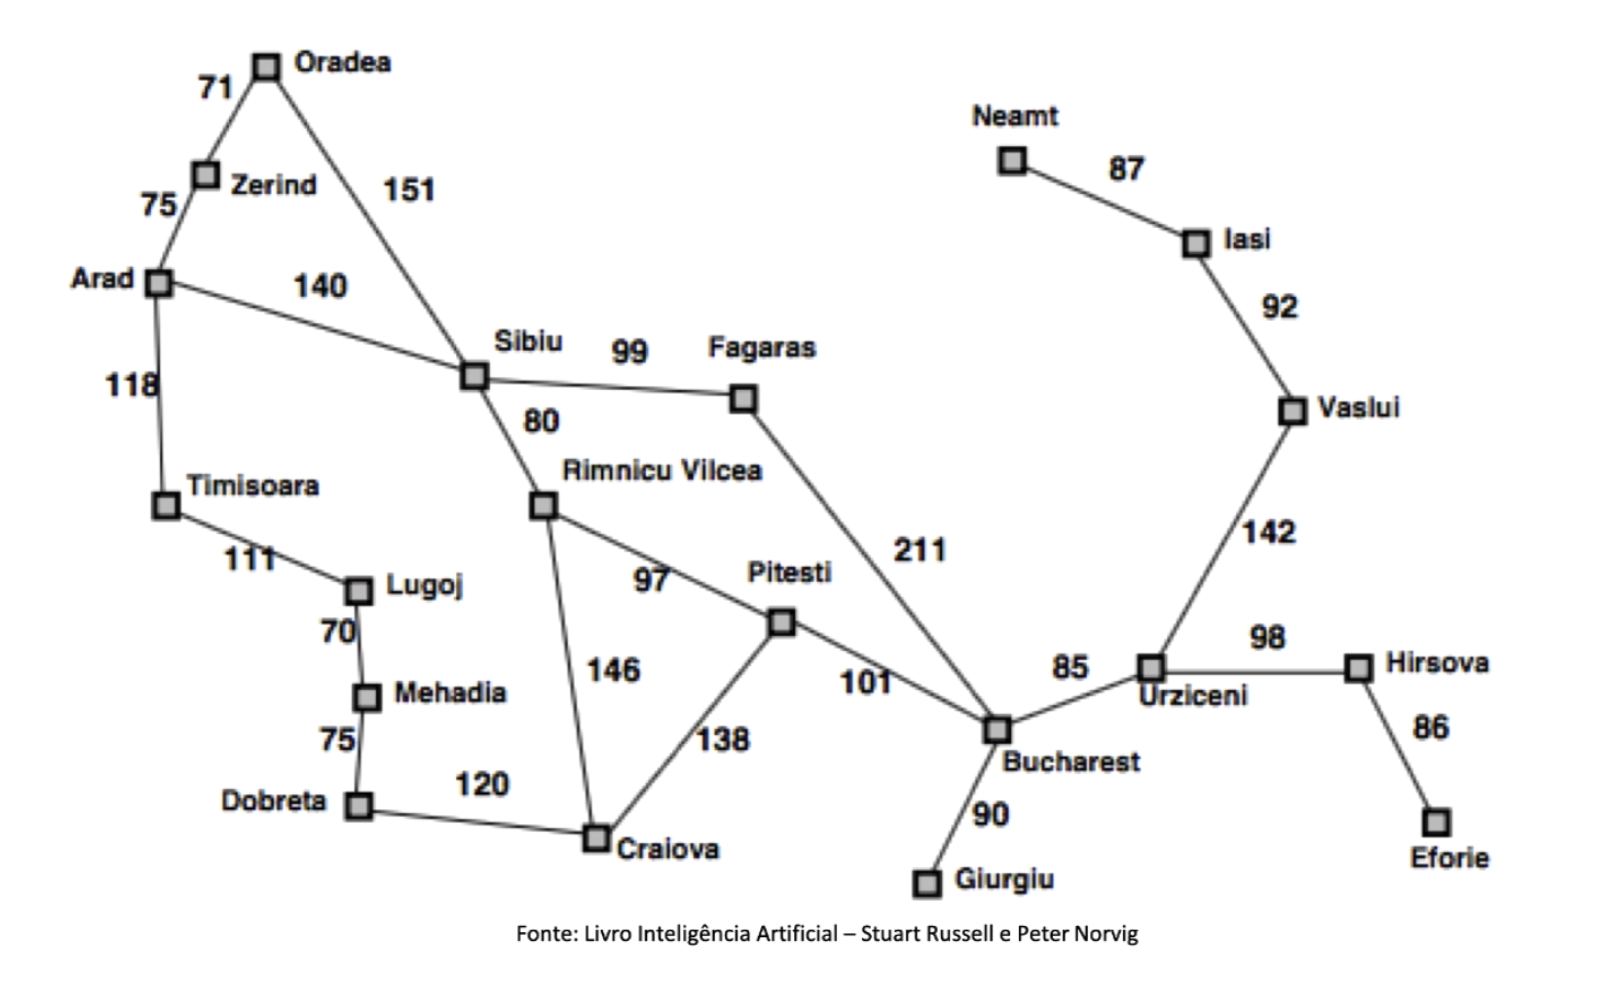 Oradea
71
Neamt
87
Zerind
151
75
Iasi
Arad
140
92
Sibiu
99
Fagaras
118
Vaslui
80
Rimnicu Vilcea
Timisoara
142
211
111
97
Pitesti
Lugoj
70
98
Hirsova
146
85
101
Urziceni
Mehadia
86
75
138
Bucharest
120
Dobreta
90
Craiova
Eforie
Giurgiu
Fonte: Livro Inteligência Artificial – Stuart Russell e Peter Norvig